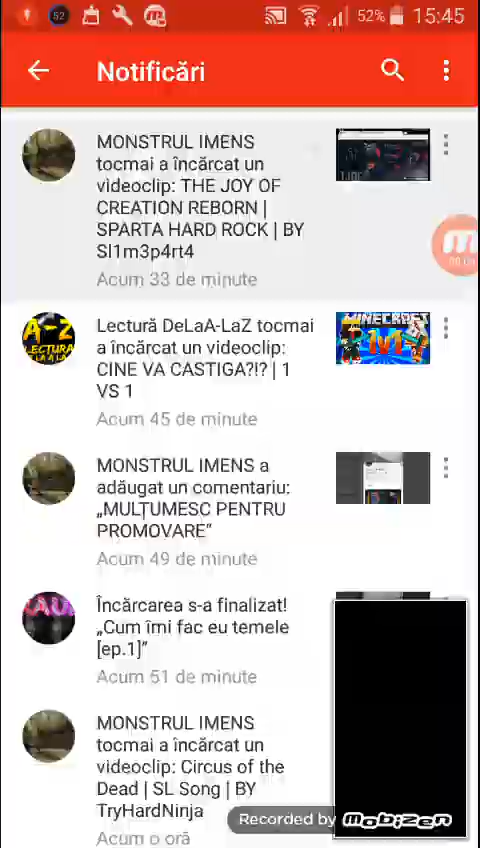 52
52%
15:45
Notificări
MONSTRUL IMENS
tocmai a încărcat un
videoclip: THE JOY OF
CREATION REBORN |
SPARTA HARD ROCK | BY
Sl1m3p4rt4
Acum 33 de minute
Lectură DeLaA-LaZ tocmai
a încărcat un videoclip:
CINE VA CASTIGA?!? | 1
VS 1
Acum 45 de minute
A-Z
LECTURA
MINECRAFT
1v1
MONSTRUL IMENS a
adăugat un comentariu:
„MULȚUMESC PENTRU
PROMOVARE”
Acum 49 de minute
Încărcarea s-a finalizat!
„Cum îmi fac eu temele
[ep.1]”
Acum 51 de minute
MONSTRUL IMENS
tocmai a încărcat un
videoclip: Circus of the
Dead | SL Song | BY
TryHardNinja
Acum o oră
Recorded by Mobizen